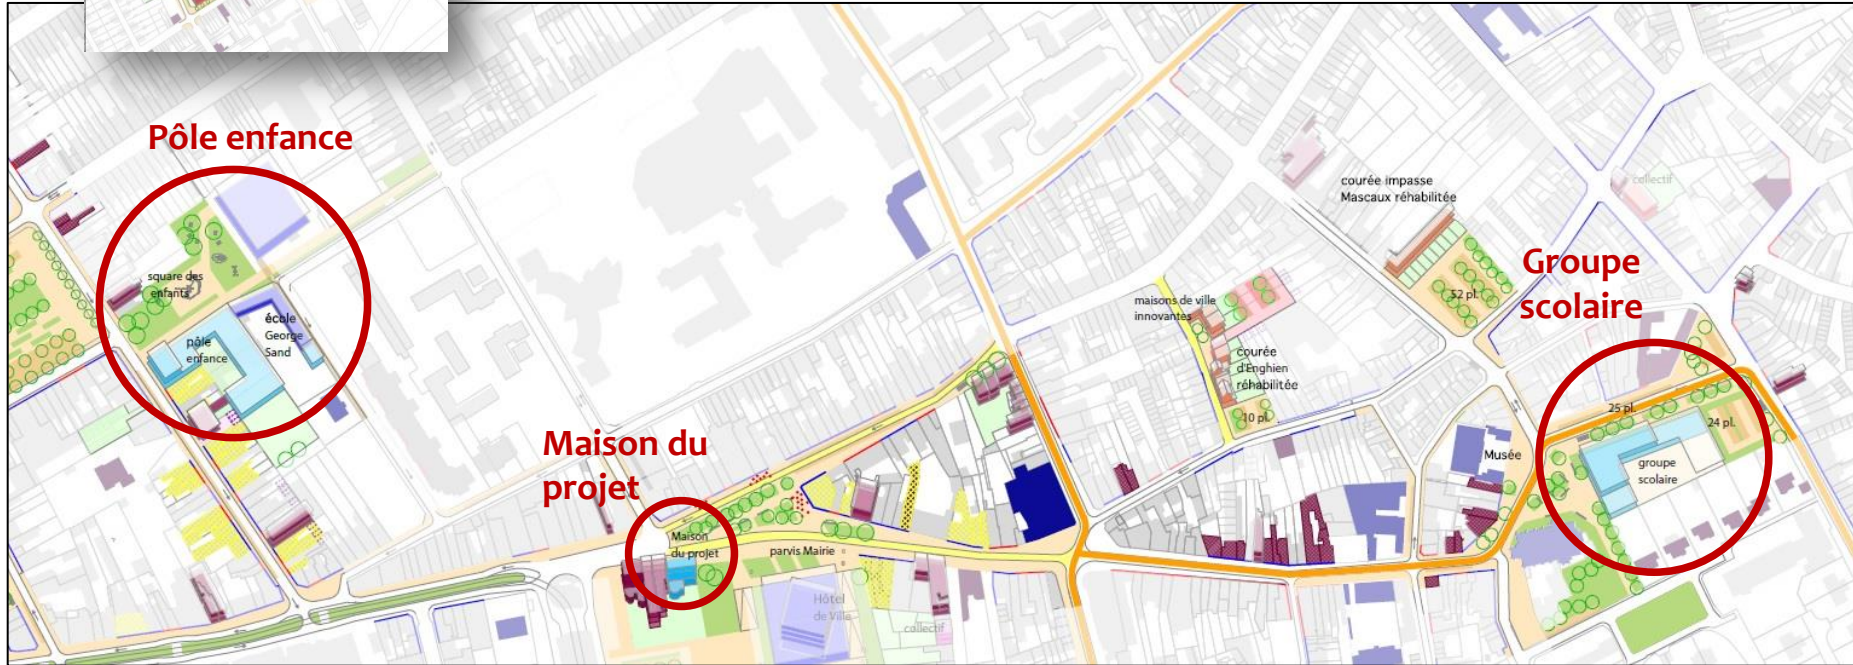 Pôle enfance
square des
enfants
école
George
Sand
pôle
enfance
Maison du
projet
Maison
du projet
parvis Mairie
Hôtel
de Ville
collectif
maisons de ville
innovantes
courée
d'Enghien
réhabilitée
10 pl.
courée impasse
Mascaux réhabilitée
52 pl.
collectif
Groupe
scolaire
25 pl.
24 pl.
Musée
groupe
scolaire